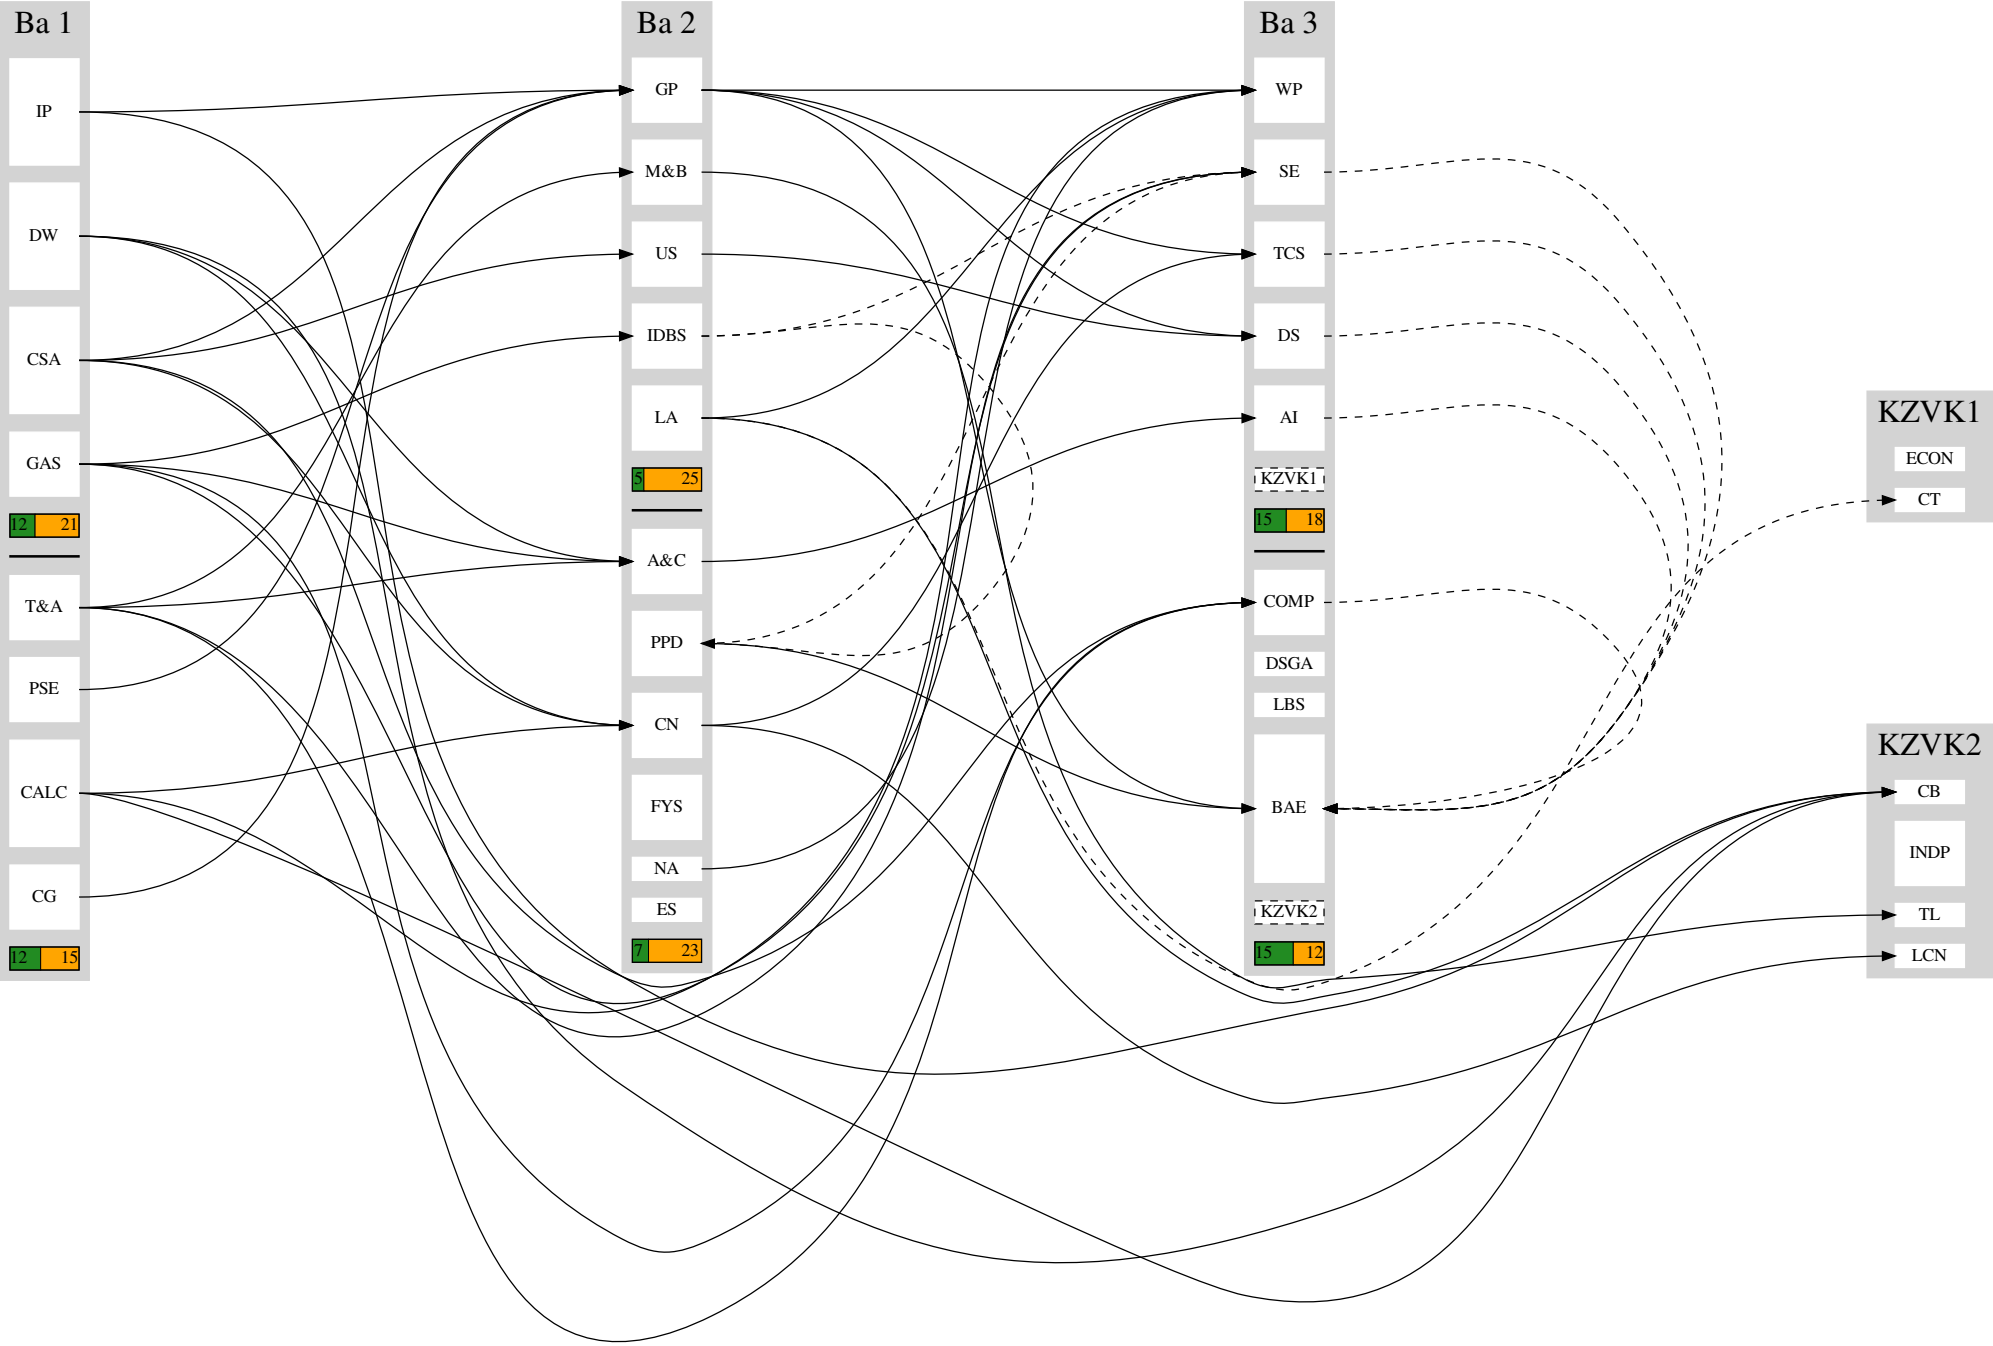 Ba 1
IP
DW
CSA
GAS
12 21
T&A
PSE
CALC
CG
12 15
Ba 2
GP
M&B
US
IDBS
LA
5 25
A&C
PPD
CN
FYS
NA
ES
7 23
Ba 3
WP
SE
TCS
DS
AI
KZVK1
15 18
COMP
DSGA
LBS
BAE
KZVK2
15 12
KZVK1
ECON
CT
KZVK2
CB
INDP
TL
LCN